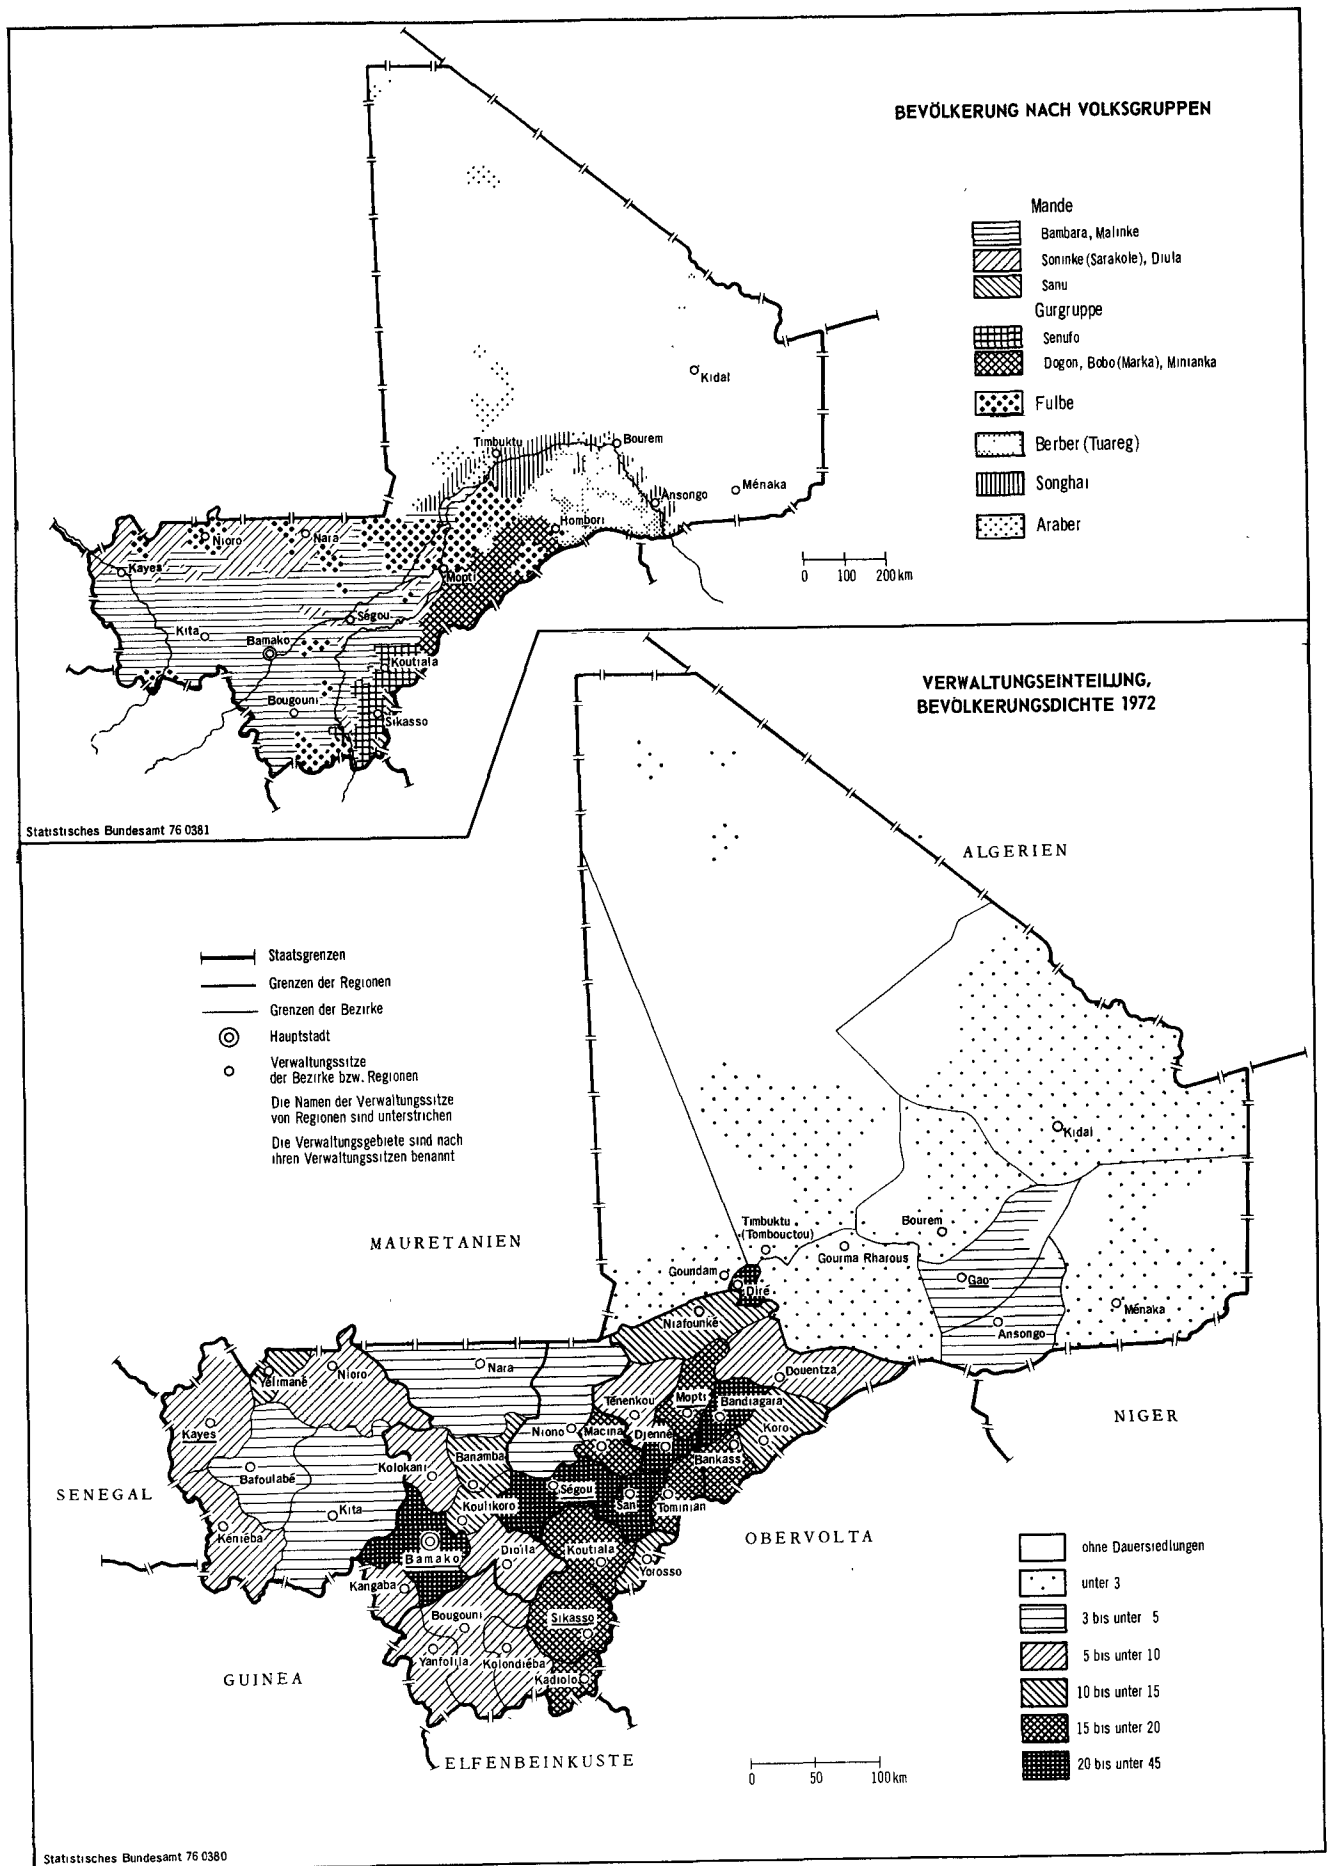 BEVÖLKERUNG NACH VOLKSGRUPPEN
Mande
Bambara, Malinke
Soninke (Sarakole), Diula
Sanu
Gurgruppe
Senufo
Dogon, Bobo (Marka), Minianka
Fulbe
Berber (Tuareg)
Songhai
Araber
0 100 200 km
Kidal
Timbuktu
Bourem
Ménaka
Ansongo
Hombori
Nioro
Nara
Kayes
Mopti
Ségou
Kita
Bamako
Koutiala
Bougouni
Sikasso
Statistisches Bundesamt 76 0381
VERWALTUNGSEINTEILUNG,
BEVÖLKERUNGSDICHTE 1972
Staatsgrenzen
Grenzen der Regionen
Grenzen der Bezirke
Hauptstadt
Verwaltungssitze
der Bezirke bzw. Regionen
Die Namen der Verwaltungssitze
von Regionen sind unterstrichen
Die Verwaltungsgebiete sind nach
ihren Verwaltungssitzen benannt
ALGERIEN
MAURETANIEN
SENEGAL
GUINEA
ELFENBEINKUSTE
OBERVOLTA
NIGER
Kidal
Timbuktu
(Tombouctou)
Bourem
Gourma Rharous
Goundam
Diré
Gao
Ménaka
Ansongo
Niafounké
Nara
Yélimané
Nioro
Douentza
Ténenkou
Mopti
Bandiagara
Kayes
Niono
Macina
Djenné
Koro
Banamba
Bankass
Bafoulabé
Kolokani
Ségou
Kita
Koulikoro
San
Tominian
Kéniéba
Bamako
Dioïla
Koutiala
Yorosso
Kangaba
Bougouni
Sikasso
Yanfolila
Kolondiéba
Kadiolo
ohne Dauersiedlungen
unter 3
3 bis unter 5
5 bis unter 10
10 bis unter 15
15 bis unter 20
20 bis unter 45
0 50 100 km
Statistisches Bundesamt 76 0380